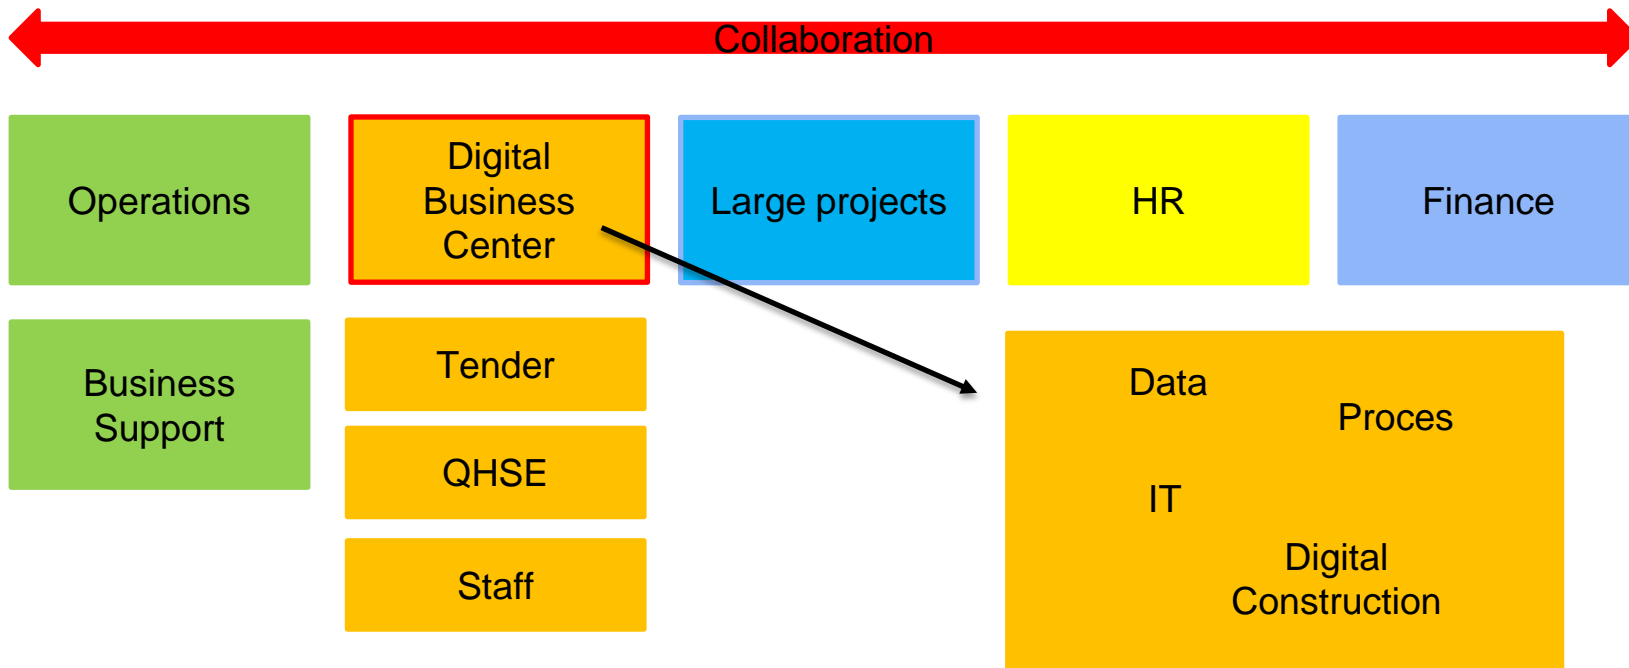 Collaboration
Operations
Digital
Business
Center
Large projects
HR
Finance
Business
Support
Tender
QHSE
Staff
Data
Proces
IT
Digital
Construction